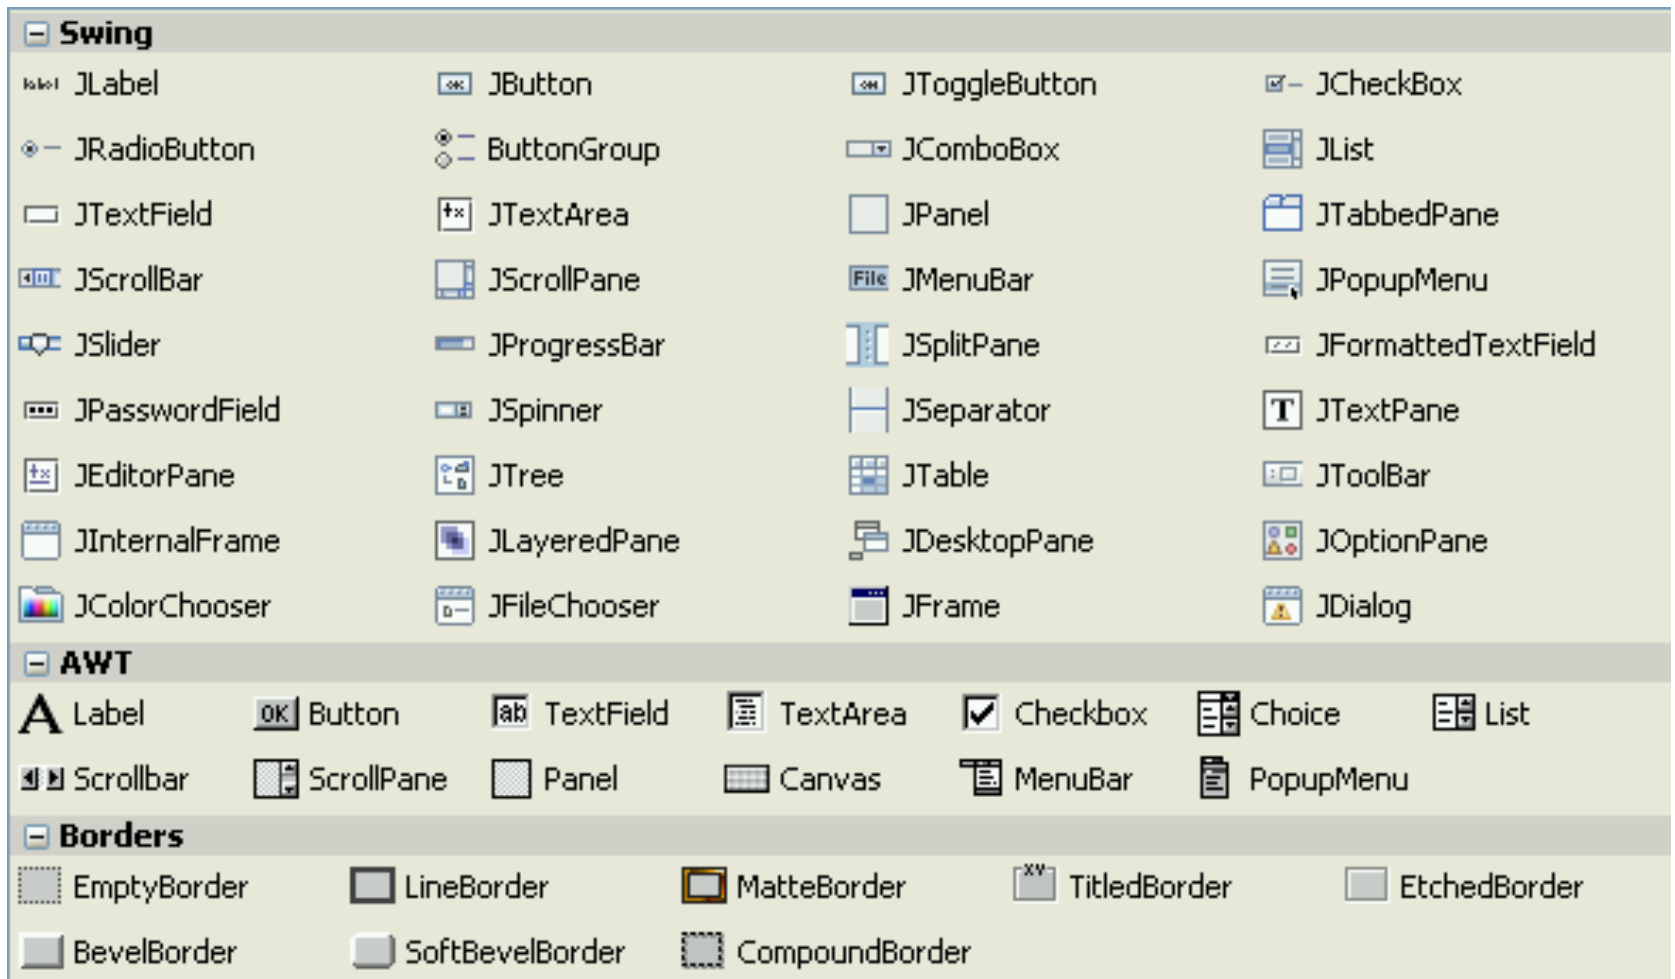 Swing
JLabel JButton JToggleButton JCheckBox
JRadioButton ButtonGroup JComboBox JList
JTextField JTextArea JPanel JTabbedPane
JScrollBar JScrollPane File JMenuBar JPopupMenu
JSlider JProgressBar JSplitPane JFormattedTextField
JPasswordField JSpinner JSeparator T JTextPane
JEditorPane JTree JTable JToolBar
JInternalFrame JLayeredPane JDesktopPane JOptionPane
JColorChooser JFileChooser JFrame JDialog
AWT
A Label OK Button ab TextField TextArea Checkbox Choice List
Scrollbar ScrollPane Panel Canvas MenuBar PopupMenu
Borders
EmptyBorder LineBorder MatteBorder TitledBorder EtchedBorder
BevelBorder SoftBevelBorder CompoundBorder